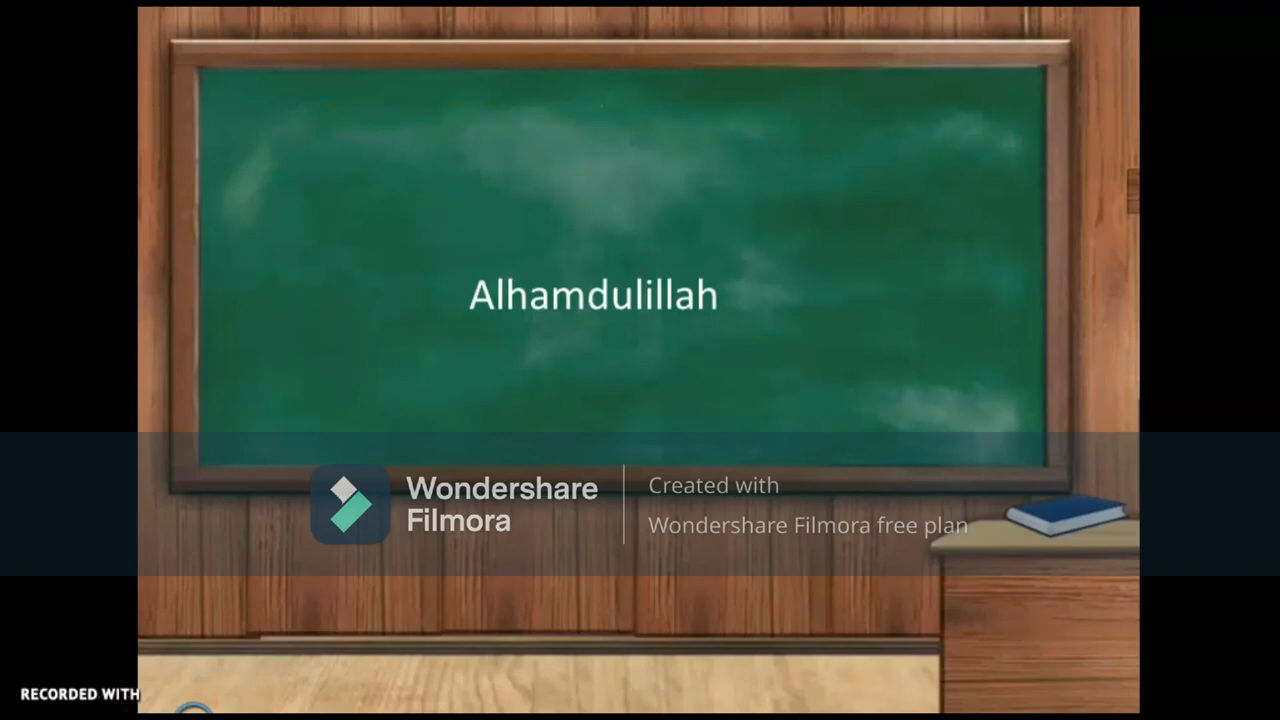 Alhamdulillah
Wondershare
Filmora
Created with
Wondershare Filmora free plan
RECORDED WITH